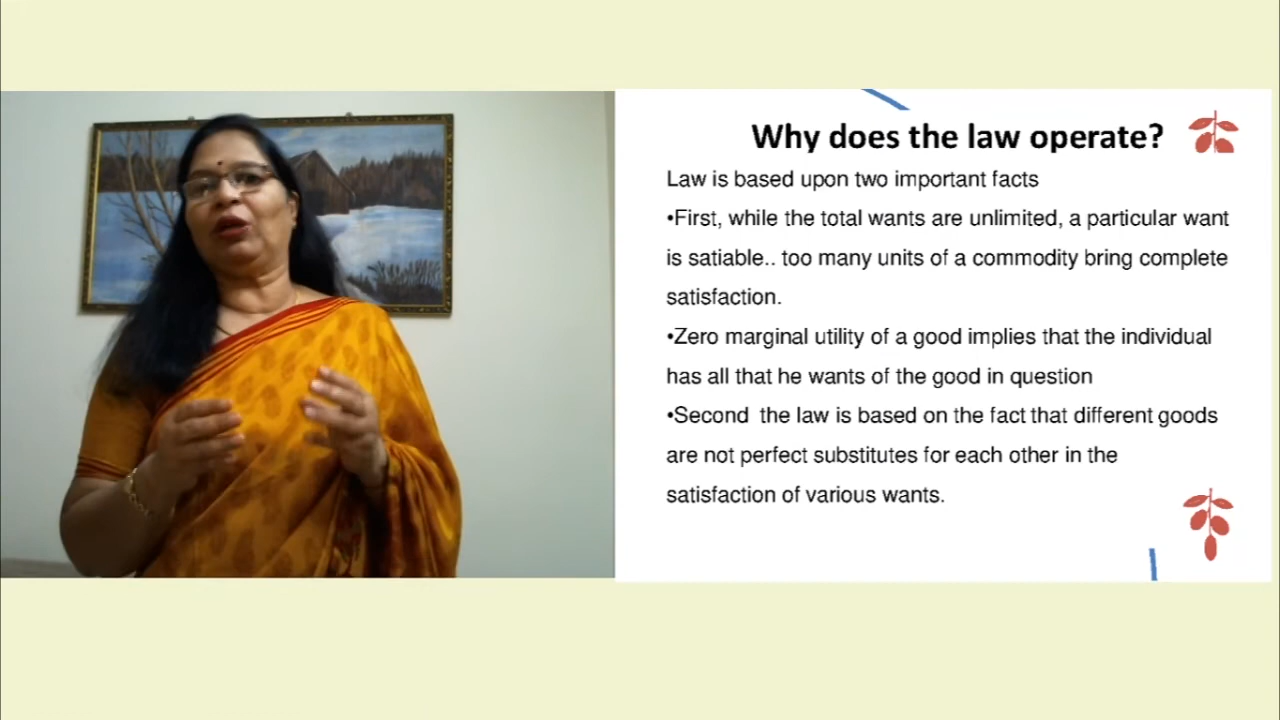 Why does the law operate?
Law is based upon two important facts
•First, while the total wants are unlimited, a particular want
is satiable.. too many units of a commodity bring complete
satisfaction.
•Zero marginal utility of a good implies that the individual
has all that he wants of the good in question
•Second the law is based on the fact that different goods
are not perfect substitutes for each other in the
satisfaction of various wants.